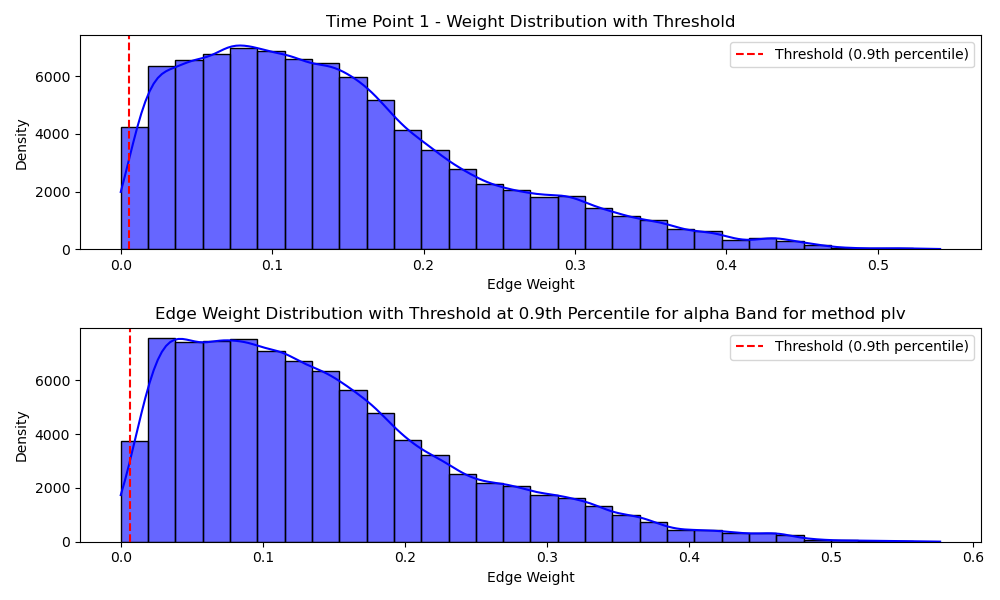 Time Point 1 - Weight Distribution with Threshold
Threshold (0.9th percentile)
Density
6000
4000
2000
0
0.0 0.1 0.2 0.3 0.4 0.5
Edge Weight
Edge Weight Distribution with Threshold at 0.9th Percentile for alpha Band for method plv
Threshold (0.9th percentile)
Density
6000
4000
2000
0
0.0 0.1 0.2 0.3 0.4 0.5 0.6
Edge Weight